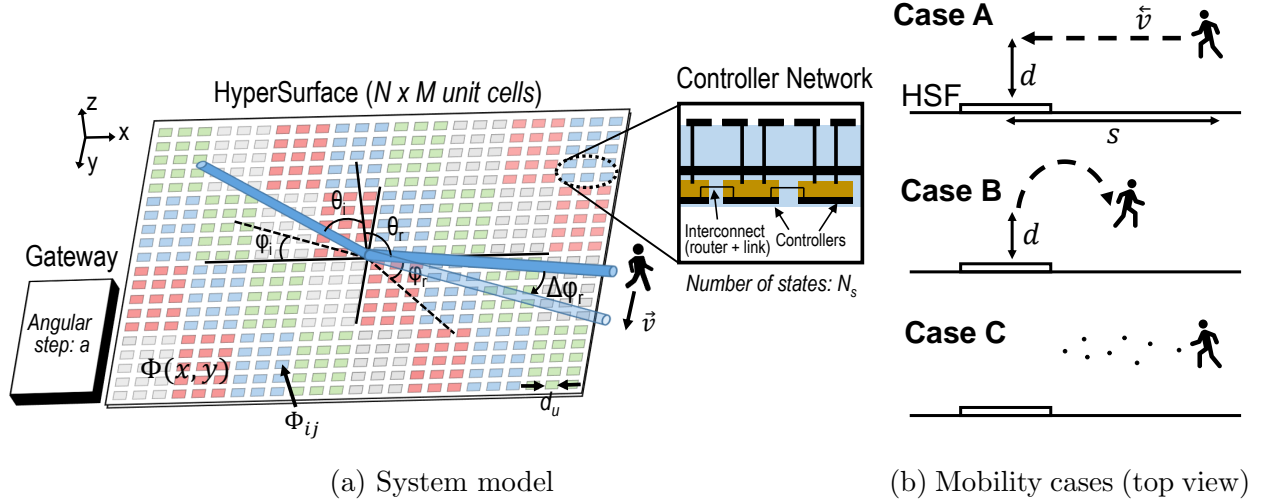 HyperSurface (N x M unit cells)
z
x
y
θi
θr
φi
φr
Δφr
v⃗
Gateway
Angular
step: a
Φ(x, y)
Φij
du
Controller Network
Interconnect
(router + link)
Controllers
Number of states: Ns
(a) System model
Case A
v⃗
d
HSF
s
Case B
d
Case C
(b) Mobility cases (top view)